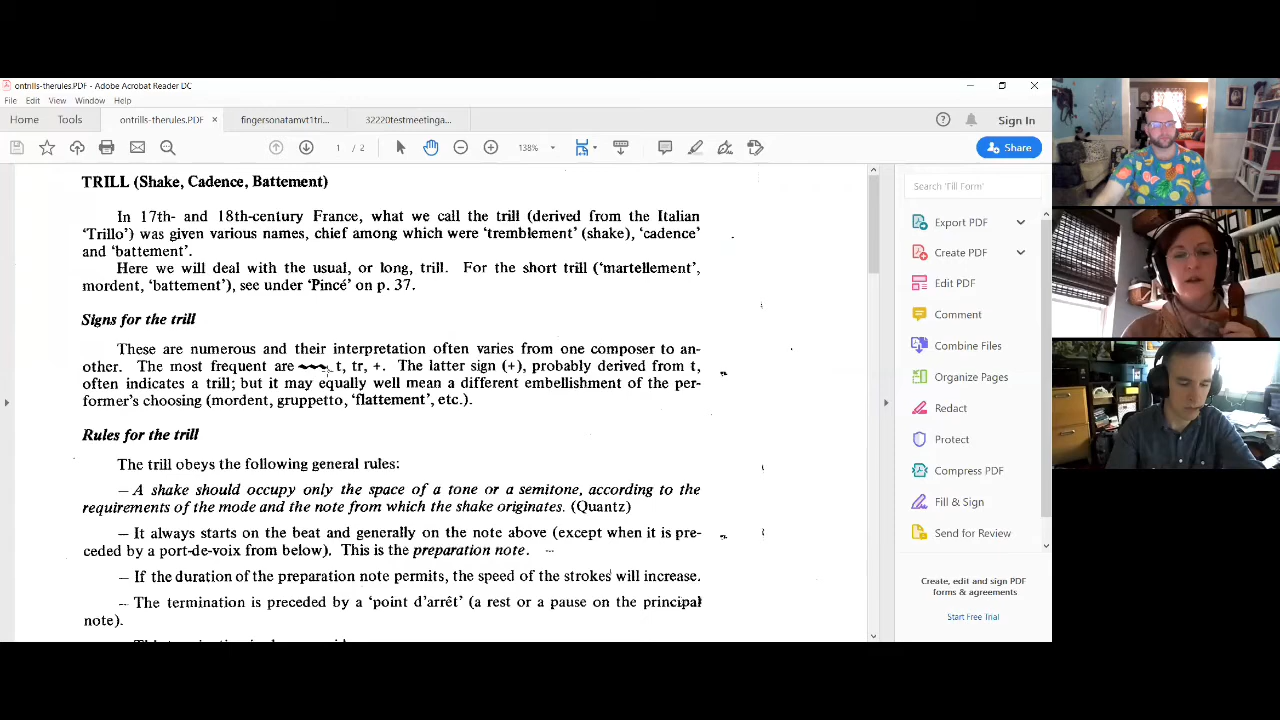 ontrills-therules.PDF - Adobe Acrobat Reader DC
File Edit View Window Help
Home Tools ontrills-therules.PDF × fingersonatamvt1tri... 32220testmeetinga... Sign In
1 / 2 138% Share
TRILL (Shake, Cadence, Battement)
In 17th- and 18th-century France, what we call the trill (derived from the Italian
‘Trillo’) was given various names, chief among which were ‘tremblement’ (shake), ‘cadence’
and ‘battement’.
Here we will deal with the usual, or long, trill. For the short trill (‘martellement’,
mordent, ‘battement’), see under ‘Pincé’ on p. 37.
Signs for the trill
These are numerous and their interpretation often varies from one composer to an-
other. The most frequent are t, tr, +. The latter sign (+), probably derived from t,
often indicates a trill; but it may equally well mean a different embellishment of the per-
former's choosing (mordent, gruppetto, ‘flattement’, etc.).
Rules for the trill
The trill obeys the following general rules:
— A shake should occupy only the space of a tone or a semitone, according to the
requirements of the mode and the note from which the shake originates. (Quantz)
— It always starts on the beat and generally on the note above (except when it is pre-
ceded by a port-de-voix from below). This is the preparation note.
— If the duration of the preparation note permits, the speed of the strokes will increase.
— The termination is preceded by a ‘point d'arrêt’ (a rest or a pause on the principal
note).
Search 'Fill Form'
Export PDF
Create PDF
Edit PDF
Comment
Combine Files
Organize Pages
Redact
Protect
Compress PDF
Fill & Sign
Send for Review
Create, edit and sign PDF
forms & agreements
Start Free Trial